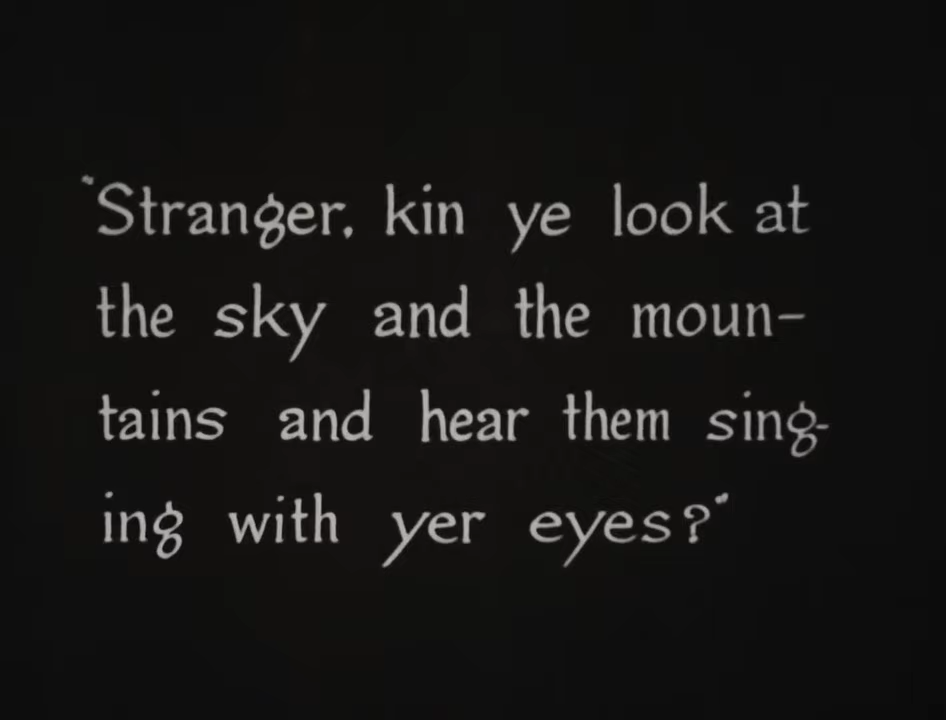 "Stranger, kin ye look at
the sky and the moun-
tains and hear them sing-
ing with yer eyes?"